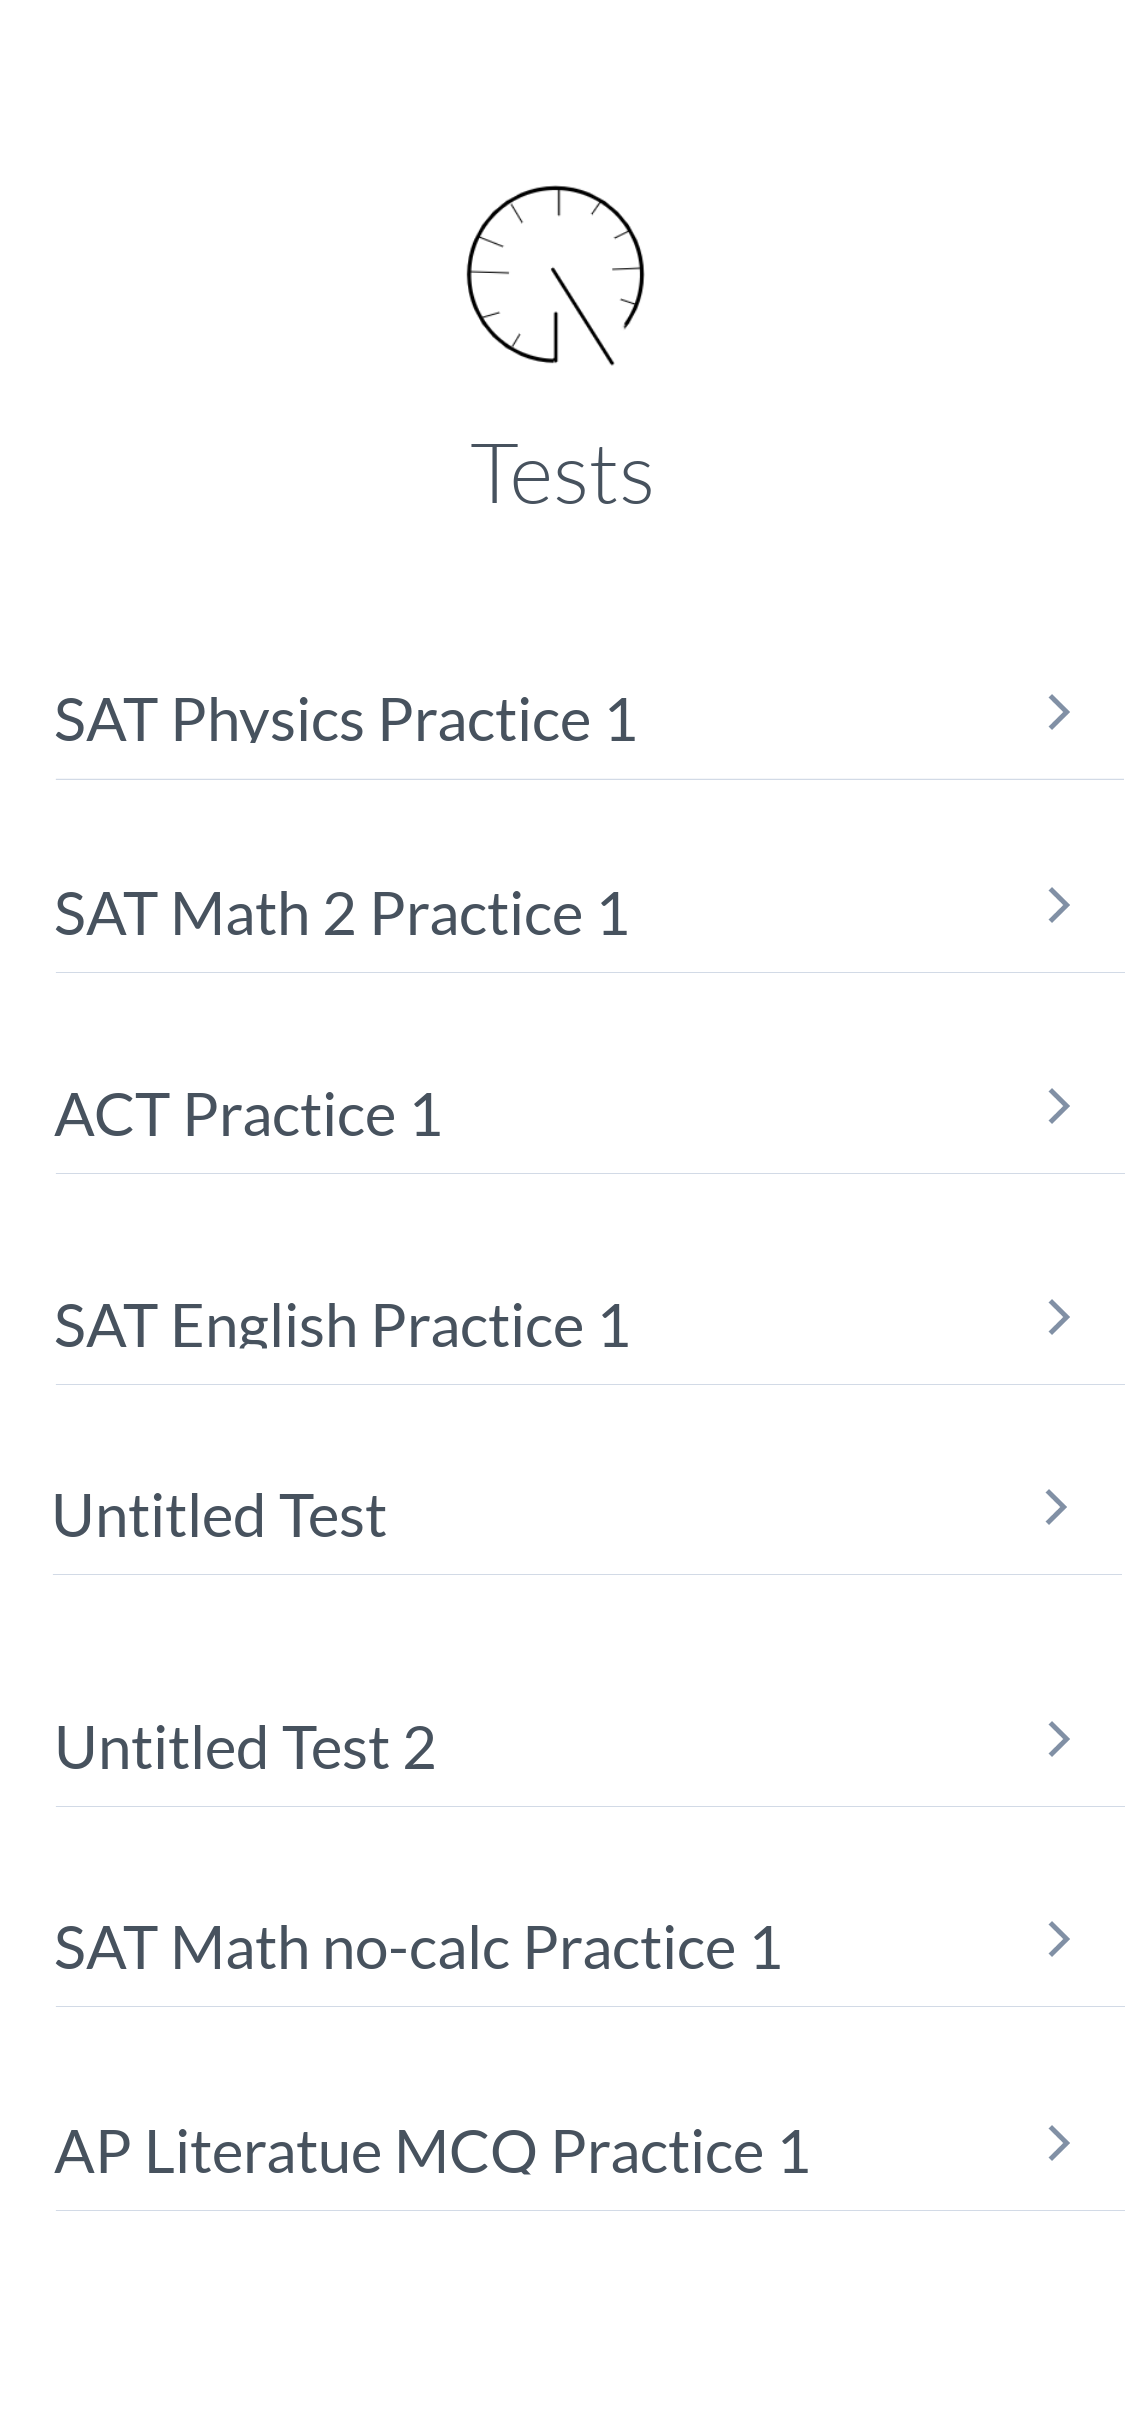 Tests
SAT Physics Practice 1
SAT Math 2 Practice 1
ACT Practice 1
SAT English Practice 1
Untitled Test
Untitled Test 2
SAT Math no-calc Practice 1
AP Literatue MCQ Practice 1